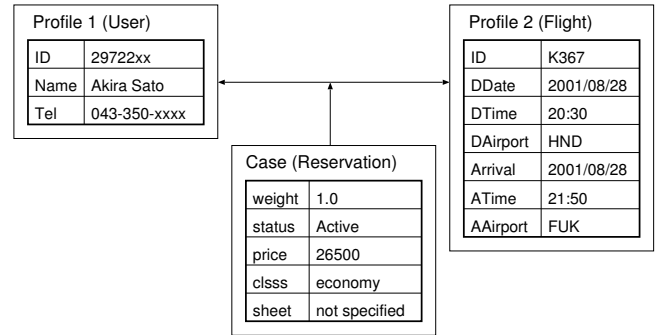 Profile 1 (User)
ID 29722xx
Name Akira Sato
Tel 043-350-xxxx
Profile 2 (Flight)
ID K367
DDate 2001/08/28
DTime 20:30
DAirport HND
Arrival 2001/08/28
ATime 21:50
AAirport FUK
Case (Reservation)
weight 1.0
status Active
price 26500
clsss economy
sheet not specified